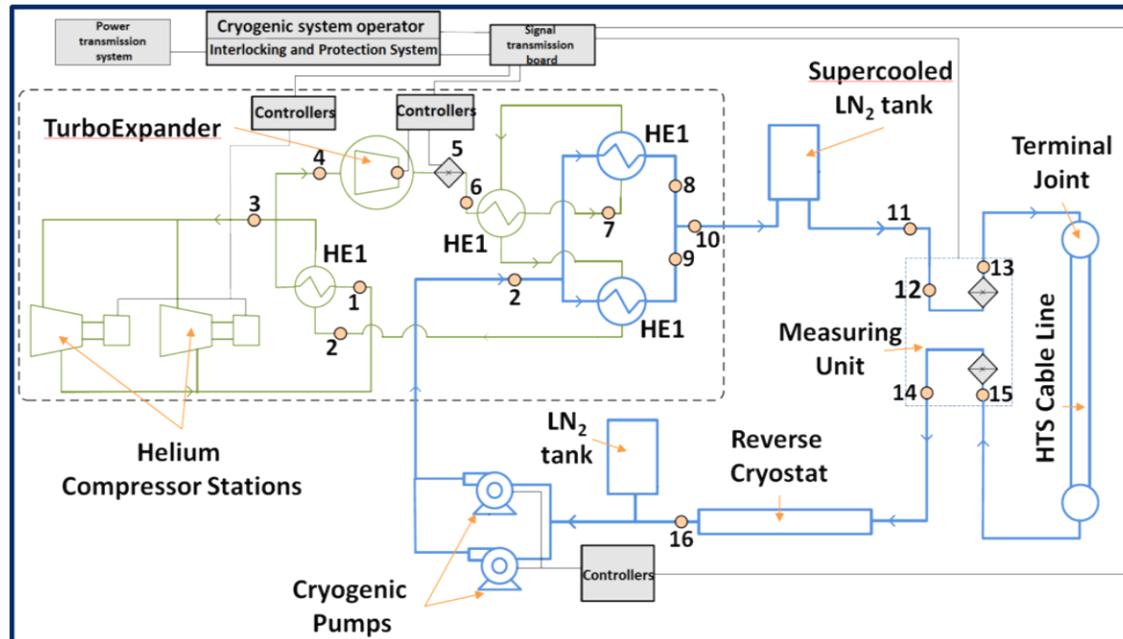 Power
transmission
system
Cryogenic system operator
Interlocking and Protection System
Signal
transmission
board
Controllers
Controllers
TurboExpander
Supercooled
LN₂ tank
Terminal
Joint
HE1
4
5
6
3
HE1
1
2
HE1
7
8
10
9
2
HE1
11
12
13
Measuring
Unit
14
15
HTS Cable Line
Helium
Compressor Stations
LN₂
tank
Reverse
Cryostat
16
Controllers
Cryogenic
Pumps